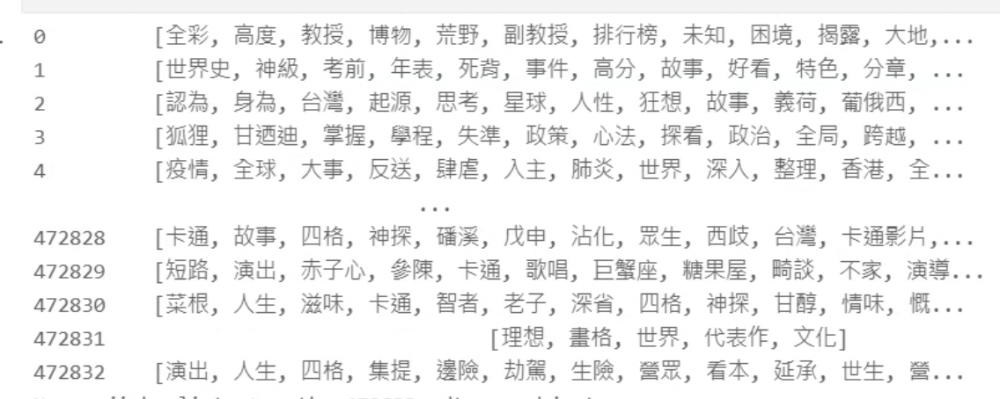 0 [全彩, 高度, 教授, 博物, 荒野, 副教授, 排行榜, 未知, 困境, 揭露, 大地,...
1 [世界史, 神級, 考前, 年表, 死背, 事件, 高分, 故事, 好看, 特色, 分章, ...
2 [認為, 身為, 台灣, 起源, 思考, 星球, 人性, 狂想, 故事, 義荷, 葡俄西, ...
3 [狐狸, 甘迺迪, 掌握, 學程, 失準, 政策, 心法, 探看, 政治, 全局, 跨越, ...
4 [疫情, 全球, 大事, 反送, 肆虐, 入主, 肺炎, 世界, 深入, 整理, 香港, 全...
...
472828 [卡通, 故事, 四格, 神探, 磻溪, 戊申, 沾化, 眾生, 西歧, 台灣, 卡通影片,...
472829 [短路, 演出, 赤子心, 參陳, 卡通, 歌唱, 巨蟹座, 糖果屋, 畸談, 不家, 演導...
472830 [菜根, 人生, 滋味, 卡通, 智者, 老子, 深省, 四格, 神探, 甘醇, 情味, 慨...
472831 [理想, 畫格, 世界, 代表作, 文化]
472832 [演出, 人生, 四格, 集提, 邊險, 劫駕, 生險, 營眾, 看本, 延承, 世生, 營...